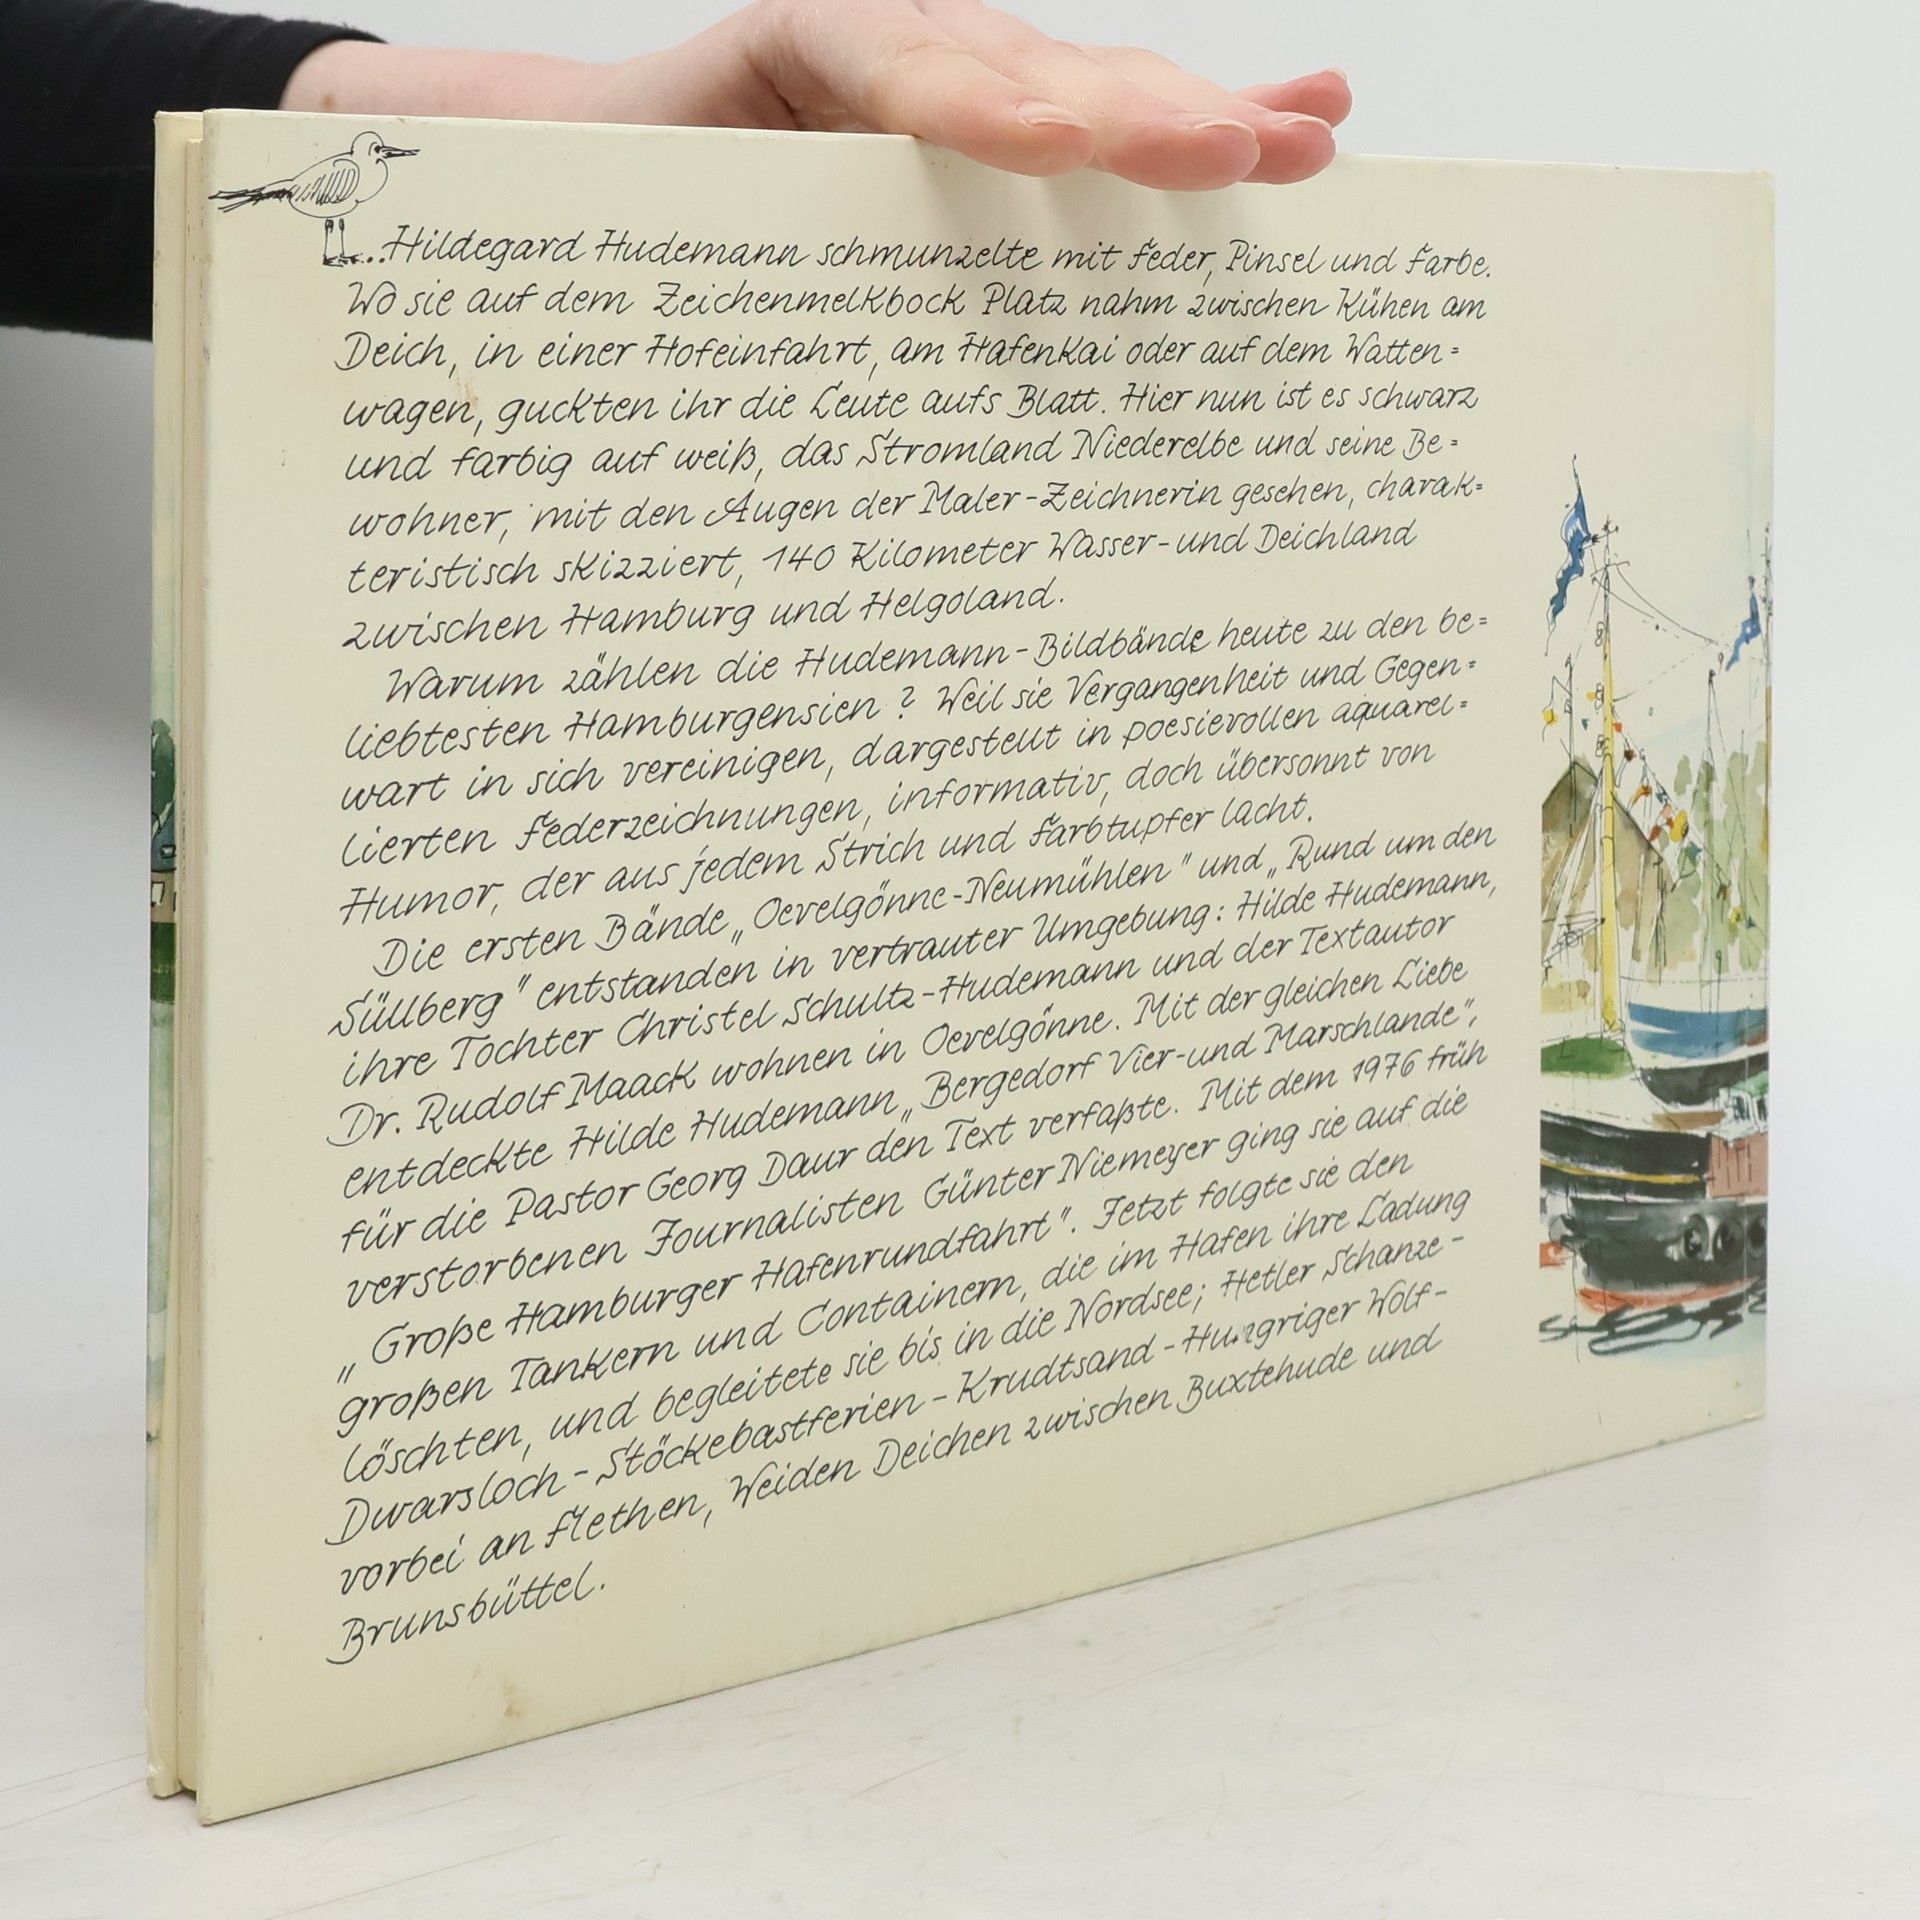 ..Hildegard Hudemann schmunzelte mit Feder, Pinsel und Farbe.
Wo sie auf dem Zeichenmelkbock Platz nahm zwischen Kühen am
Deich, in einer Hofeinfahrt, am Hafenkai oder auf dem Watten=
wagen, guckten ihr die Leute aufs Blatt. Hier nun ist es schwarz
und farbig auf weiß, das Stromland Niederelbe und seine Be=
wohner, mit den Augen der Maler-Zeichnerin gesehen, charak=
teristisch skizziert, 140 Kilometer Wasser-und Deichland
zwischen Hamburg und Helgoland.
Warum zählen die Hudemann-Bildbände heute zu den be=
liebtesten Hamburgensien? Weil sie Vergangenheit und Gegen=
wart in sich vereinigen, dargestellt in poesievollen aquarel=
lierten Federzeichnungen, informativ, doch übersonnt von
Humor, der aus jedem Strich und Farbtupfer lacht.
Die ersten Bände „Oevelgönne-Neumühlen" und „Rund um den
Süllberg" entstanden in vertrauter Umgebung: Hilde Hudemann,
ihre Tochter Christel Schultz-Hudemann und der Textautor
Dr. Rudolf Maack wohnen in Oevelgönne. Mit der gleichen Liebe
entdeckte Hilde Hudemann „Bergedorf Vier-und Marschlande",
für die Pastor Georg Daur den Text verfaßte. Mit dem 1976 früh
verstorbenen Journalisten Günter Niemeyer ging sie auf die
„Große Hamburger Hafenrundfahrt". Jetzt folgte sie den
großen Tankern und Containern, die im Hafen ihre Ladung
löschten, und begleitete sie bis in die Nordsee; Hetler Schanze-
Dwarsloch-Stöckebastferien-Krudtsand-Hungriger Wolf-
vorbei an Flethen, Weiden Deichen zwischen Buxtehude und
Brunsbüttel.